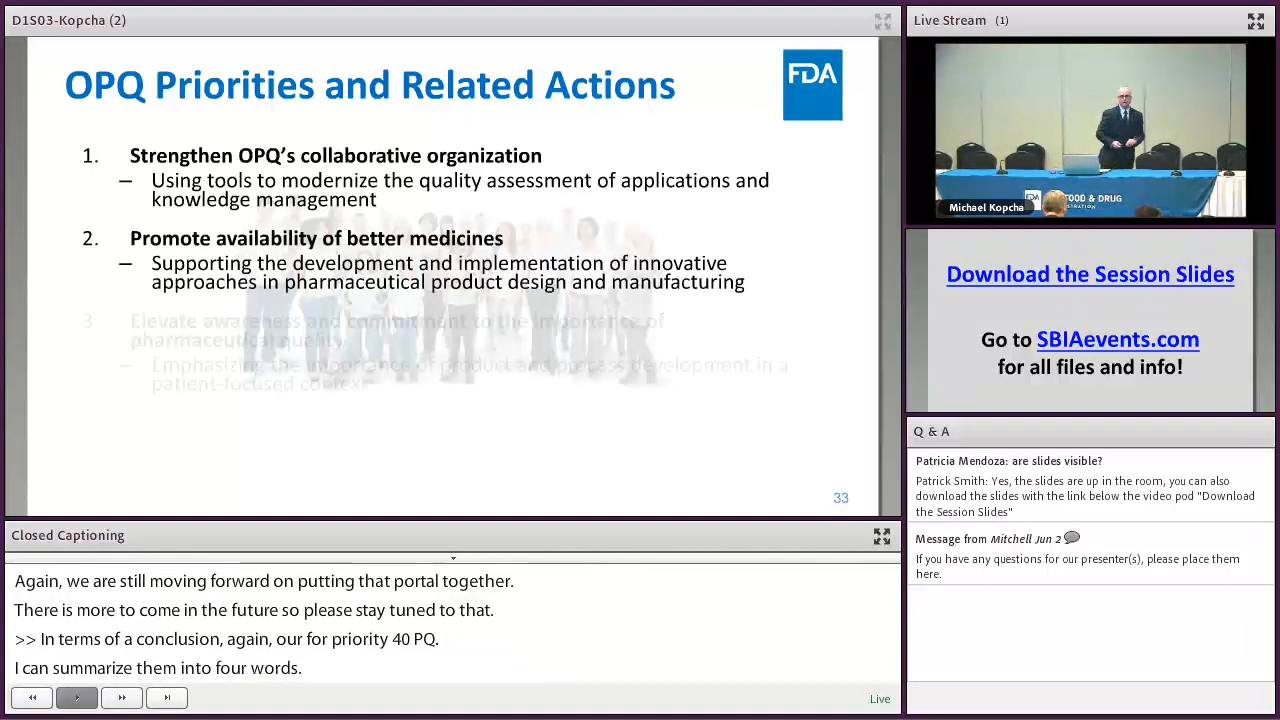 D1S03-Kopcha (2)
OPQ Priorities and Related Actions
FDA
1. Strengthen OPQ's collaborative organization
– Using tools to modernize the quality assessment of applications and
knowledge management
2. Promote availability of better medicines
– Supporting the development and implementation of innovative
approaches in pharmaceutical product design and manufacturing
3 Elevate awareness and commitment to the importance of
pharmaceutical quality
– Emphasizing the importance of product and process development in a
patient-focused context
33
Closed Captioning
Again, we are still moving forward on putting that portal together.
There is more to come in the future so please stay tuned to that.
>> In terms of a conclusion, again, our for priority 40 PQ.
I can summarize them into four words.
Live
Live Stream (1)
Michael Kopcha
FOOD & DRUG
Download the Session Slides
Go to SBIAevents.com
for all files and info!
Q & A
Patricia Mendoza: are slides visible?
Patrick Smith: Yes, the slides are up in the room, you can also
download the slides with the link below the video pod "Download
the Session Slides"
Message from Mitchell Jun 2
If you have any questions for our presenter(s), please place them
here.